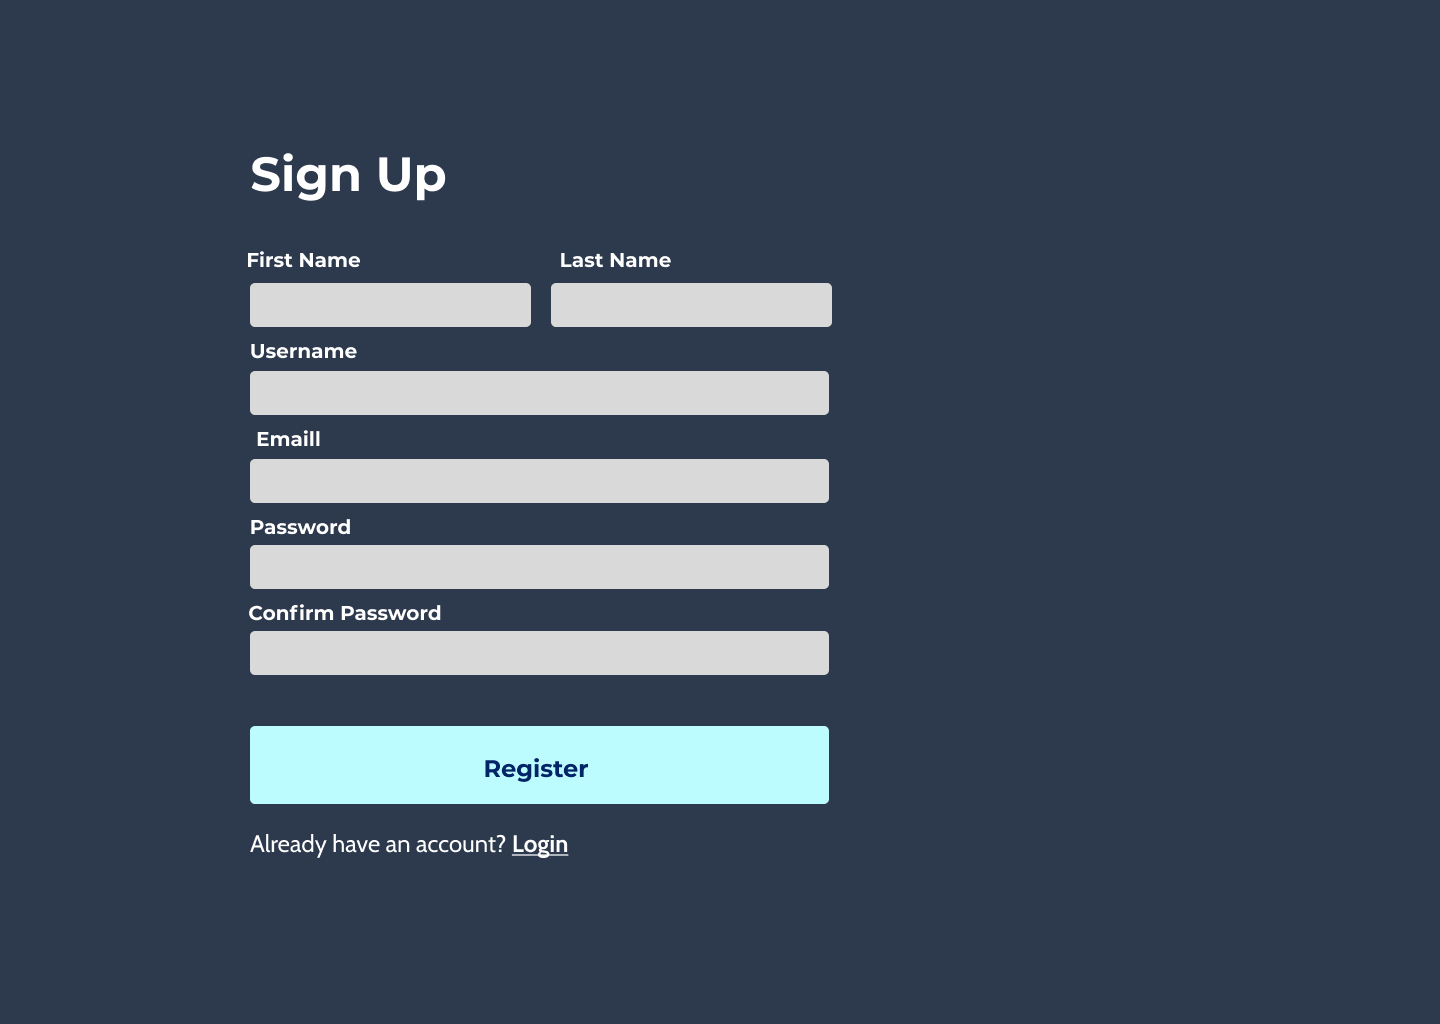 Sign Up
First Name Last Name
Username
Emaill
Password
Confirm Password
Register
Already have an account? Login